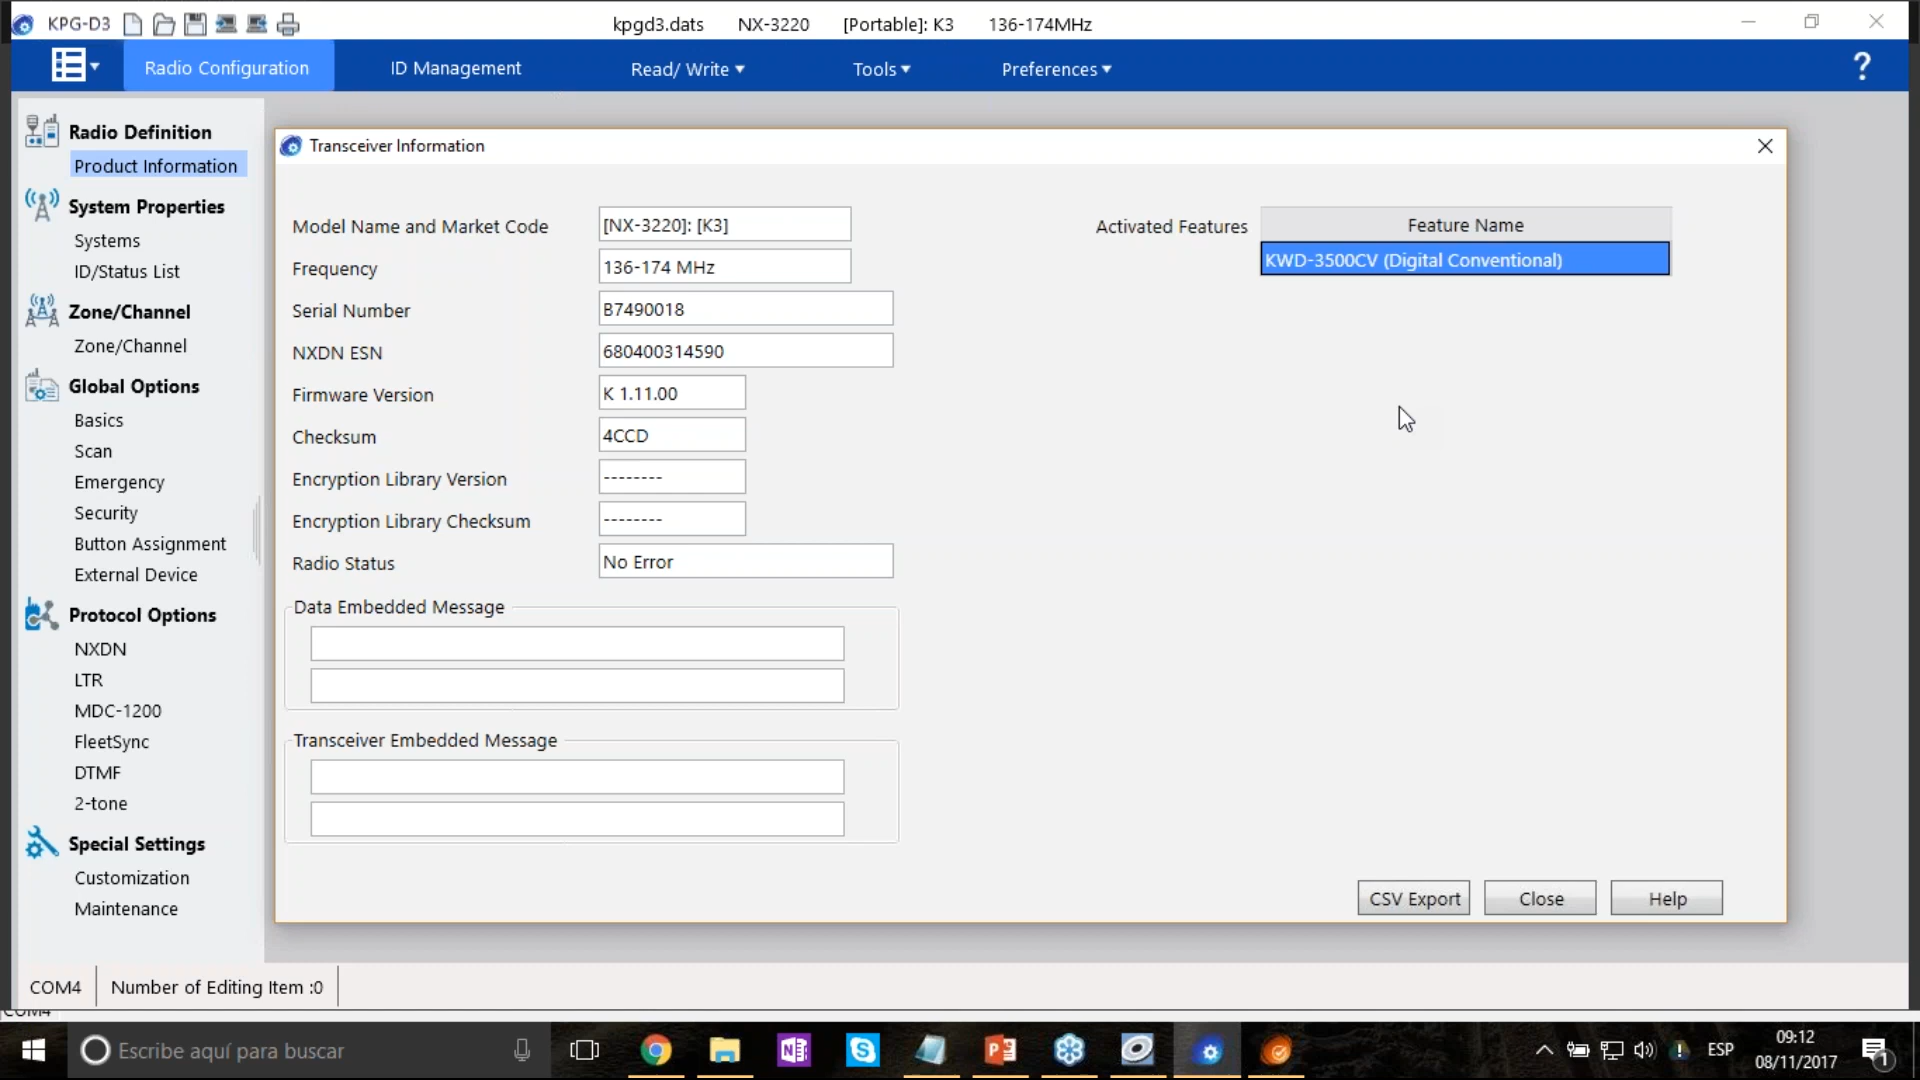 KPG-D3
kpgd3.dats NX-3220 [Portable]: K3 136-174MHz
Radio Configuration ID Management Read/ Write Tools Preferences ?
Radio Definition
Product Information
System Properties
Systems
ID/Status List
Zone/Channel
Zone/Channel
Global Options
Basics
Scan
Emergency
Security
Button Assignment
External Device
Protocol Options
NXDN
LTR
MDC-1200
FleetSync
DTMF
2-tone
Special Settings
Customization
Maintenance
Transceiver Information
Model Name and Market Code [NX-3220]: [K3]
Frequency 136-174 MHz
Serial Number B7490018
NXDN ESN 680400314590
Firmware Version K 1.11.00
Checksum 4CCD
Encryption Library Version --------
Encryption Library Checksum --------
Radio Status No Error
Data Embedded Message
Transceiver Embedded Message
Activated Features Feature Name
KWD-3500CV (Digital Conventional)
CSV Export Close Help
COM4 Number of Editing Item :0
COM4
Escribe aquí para buscar
N
S
P
ESP
09:12
08/11/2017
1